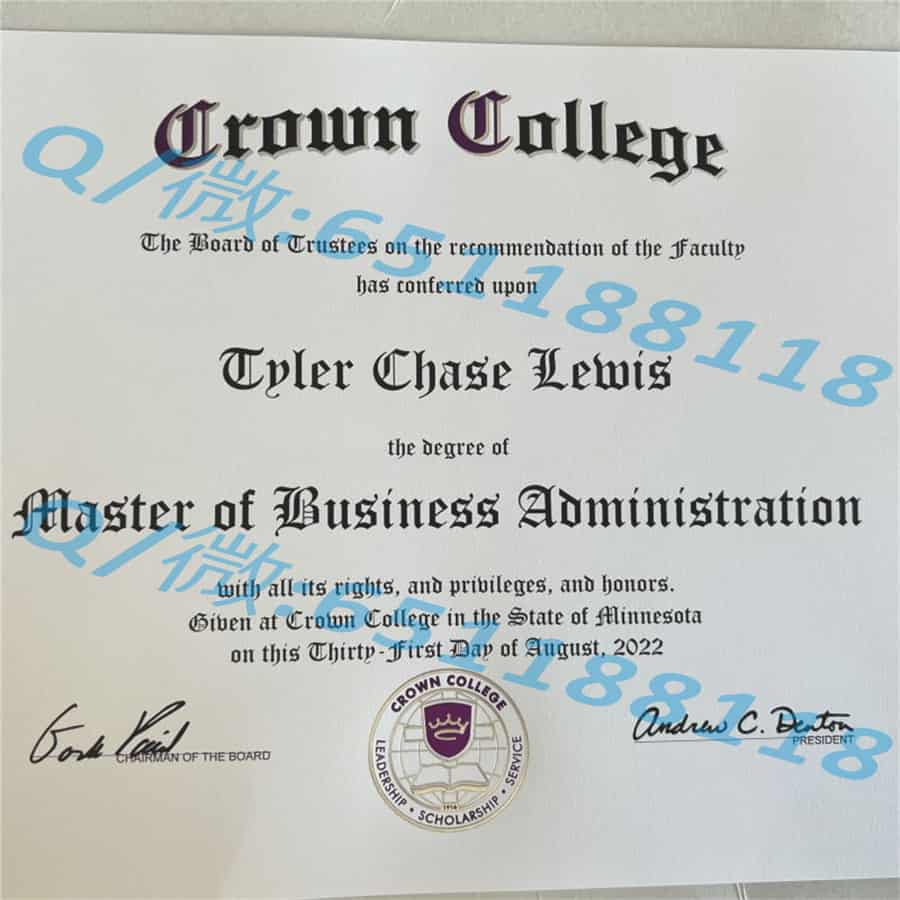 Crown College
Q/微:651188118
The Board of Trustees on the recommendation of the Faculty
has conferred upon
Tyler Chase Lewis
the degree of
Master of Business Administration
Q/微:651188118
with all its rights, and privileges, and honors.
Given at Crown College in the State of Minnesota
on this Thirty-First Day of August, 2022
CROWN COLLEGE
LEADERSHIP • SCHOLARSHIP • SERVICE
1916
CHAIRMAN OF THE BOARD
Andrew C. Denton
PRESIDENT